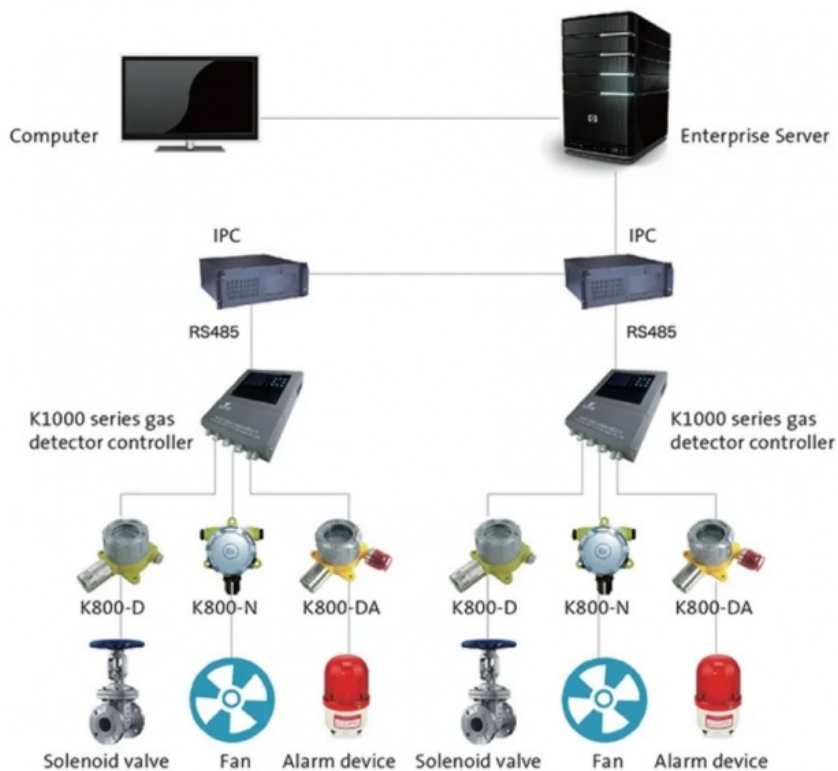 Computer
Enterprise Server
IPC
IPC
RS485
RS485
K1000 series gas
detector controller
K1000 series gas
detector controller
K800-D
K800-N
K800-DA
K800-D
K800-N
K800-DA
Solenoid valve
Fan
Alarm device
Solenoid valve
Fan
Alarm device